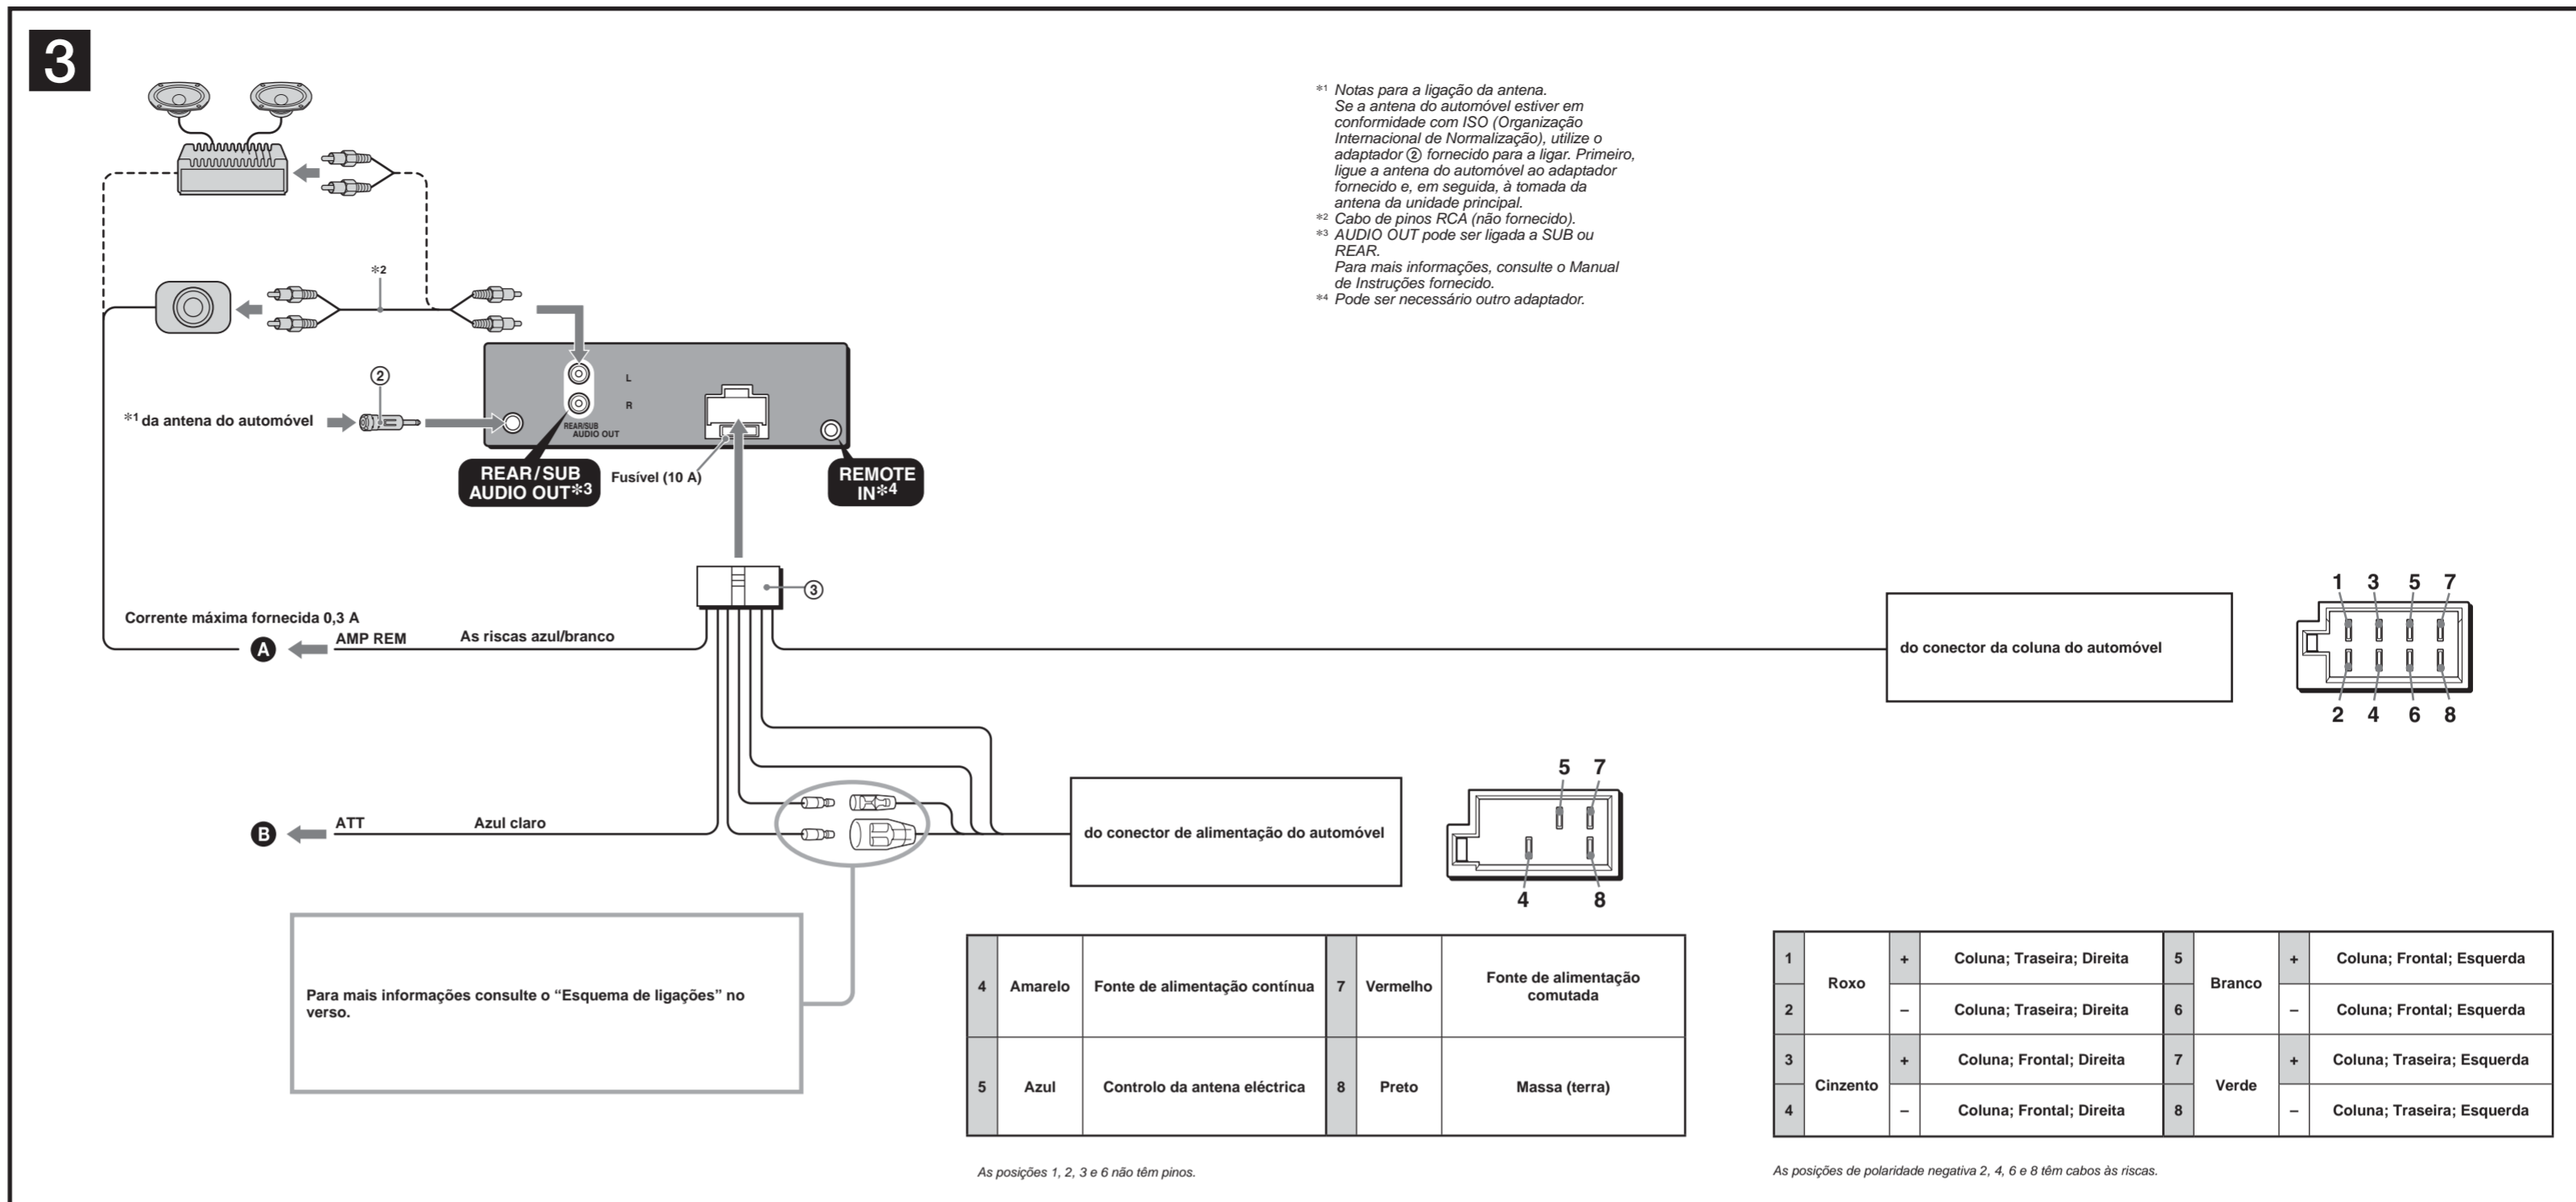 3
*1 Notas para a ligação da antena.
Se a antena do automóvel estiver em
conformidade com ISO (Organização
Internacional de Normalização), utilize o
adaptador ② fornecido para a ligar. Primeiro,
ligue a antena do automóvel ao adaptador
fornecido e, em seguida, à tomada da
antena da unidade principal.
*2 Cabo de pinos RCA (não fornecido).
*3 AUDIO OUT pode ser ligada a SUB ou
REAR.
Para mais informações, consulte o Manual
de Instruções fornecido.
*4 Pode ser necessário outro adaptador.
*2
②
*1 da antena do automóvel
L
R
REAR/SUB
AUDIO OUT
REAR/SUB
AUDIO OUT*3
Fusível (10 A)
REMOTE
IN*4
③
Corrente máxima fornecida 0,3 A
A
AMP REM
As riscas azul/branco
do conector da coluna do automóvel
1 3 5 7
2 4 6 8
B
ATT
Azul claro
do conector de alimentação do automóvel
5 7
4 8
Para mais informações consulte o “Esquema de ligações” no
verso.
4 Amarelo Fonte de alimentação contínua 7 Vermelho Fonte de alimentação
comutada
5 Azul Controlo da antena eléctrica 8 Preto Massa (terra)
As posições 1, 2, 3 e 6 não têm pinos.
1 Roxo + Coluna; Traseira; Direita 5 Branco + Coluna; Frontal; Esquerda
2 – Coluna; Traseira; Direita 6 – Coluna; Frontal; Esquerda
3 Cinzento + Coluna; Frontal; Direita 7 Verde + Coluna; Traseira; Esquerda
4 – Coluna; Frontal; Direita 8 – Coluna; Traseira; Esquerda
As posições de polaridade negativa 2, 4, 6 e 8 têm cabos às riscas.